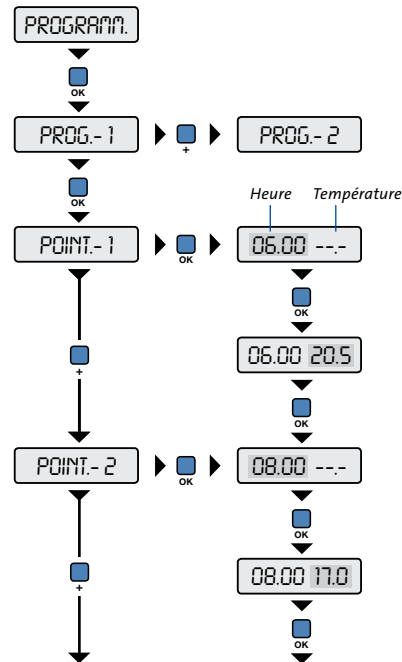 PROGRAMM.
OK
PROG.- 1
+
PROG.- 2
OK
Heure Température
POINT.- 1
OK
06.00 --.-
OK
+
06.00 20.5
OK
POINT.- 2
OK
08.00 --.-
OK
+
08.00 17.0
OK